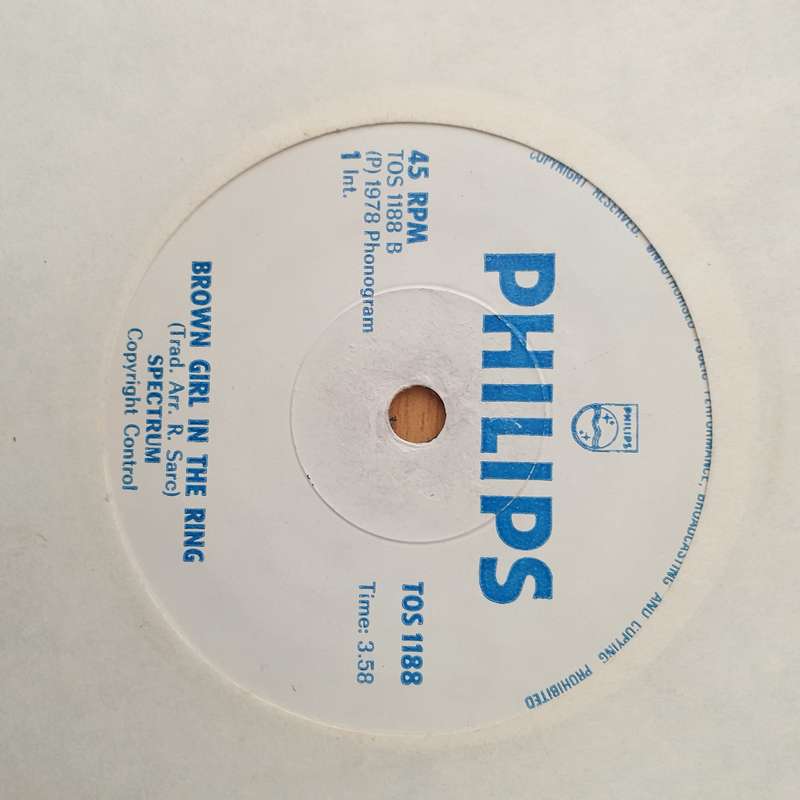 COPYRIGHT RESERVED. UNAUTHORISED PUBLIC PERFORMANCE, BROADCASTING AND COPYING PROHIBITED
PHILIPS
PHILIPS
45 RPM
TOS 1188 B
(P) 1978 Phonogram
1 Int.
TOS 1188
Time: 3.58
BROWN GIRL IN THE RING
(Trad. Arr. R. Sarc)
SPECTRUM
Copyright Control